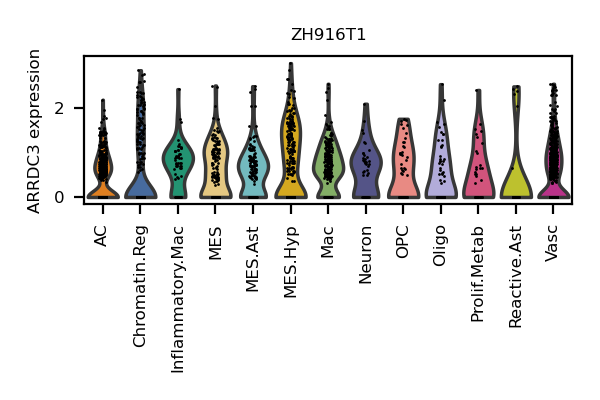 ZH916T1
ARRDC3 expression
2
0
AC
Chromatin.Reg
Inflammatory.Mac
MES
MES.Ast
MES.Hyp
Mac
Neuron
OPC
Oligo
Prolif.Metab
Reactive.Ast
Vasc